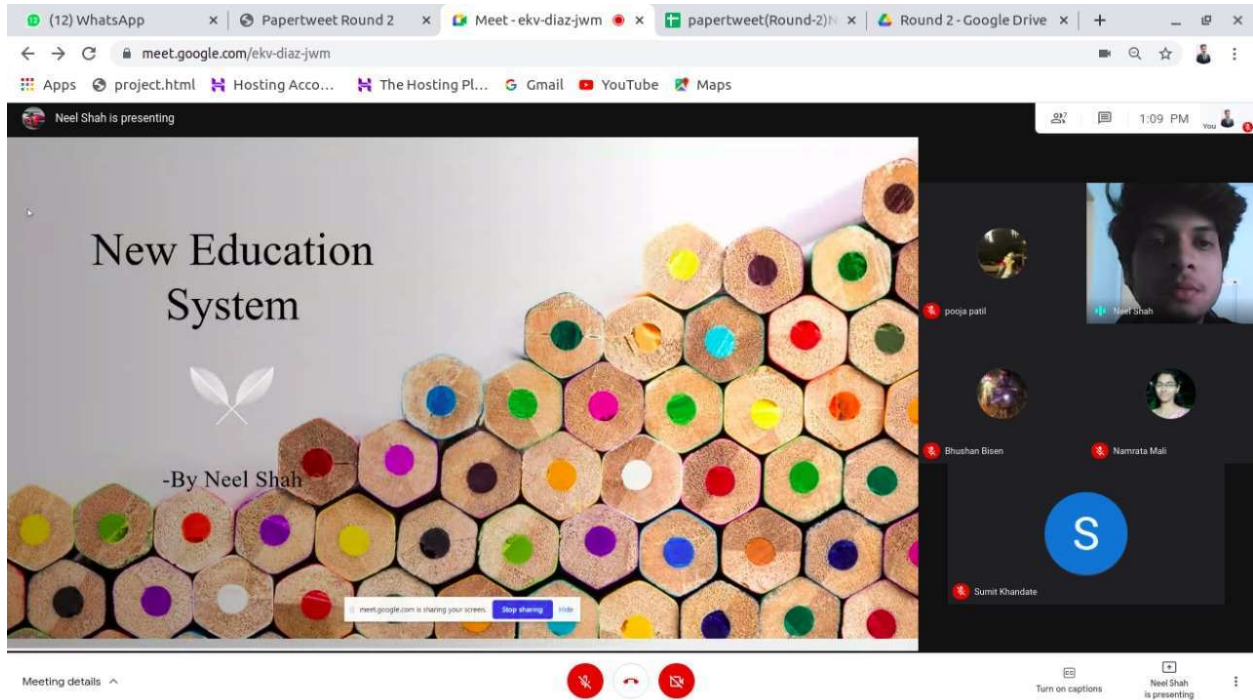 (12) WhatsApp
Papertweet Round 2
Meet - ekv-diaz-jwm
papertweet(Round-2)N
Round 2 - Google Drive
meet.google.com/ekv-diaz-jwm
Apps
project.html
Hosting Acco...
The Hosting Pl...
Gmail
YouTube
Maps
Neel Shah is presenting
7
1:09 PM
You
New Education
System
-By Neel Shah
pooja patil
Neel Shah
Bhushan Bisen
Namrata Mali
S
Sumit Khandate
meet.google.com is sharing your screen.
Stop sharing
Hide
Meeting details
Turn on captions
Neel Shah
is presenting